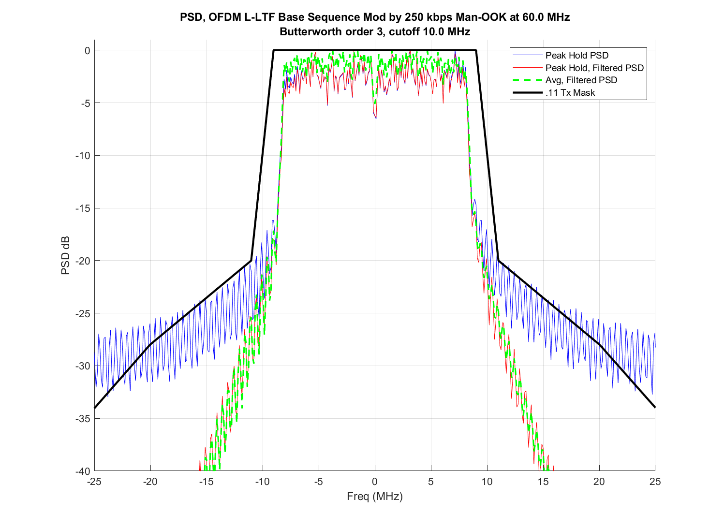 PSD, OFDM L-LTF Base Sequence Mod by 250 kbps Man-OOK at 60.0 MHz
Butterworth order 3, cutoff 10.0 MHz
Peak Hold PSD
Peak Hold, Filtered PSD
Avg, Filtered PSD
.11 Tx Mask
PSD dB
0
-5
-10
-15
-20
-25
-30
-35
-40
-25 -20 -15 -10 -5 0 5 10 15 20 25
Freq (MHz)